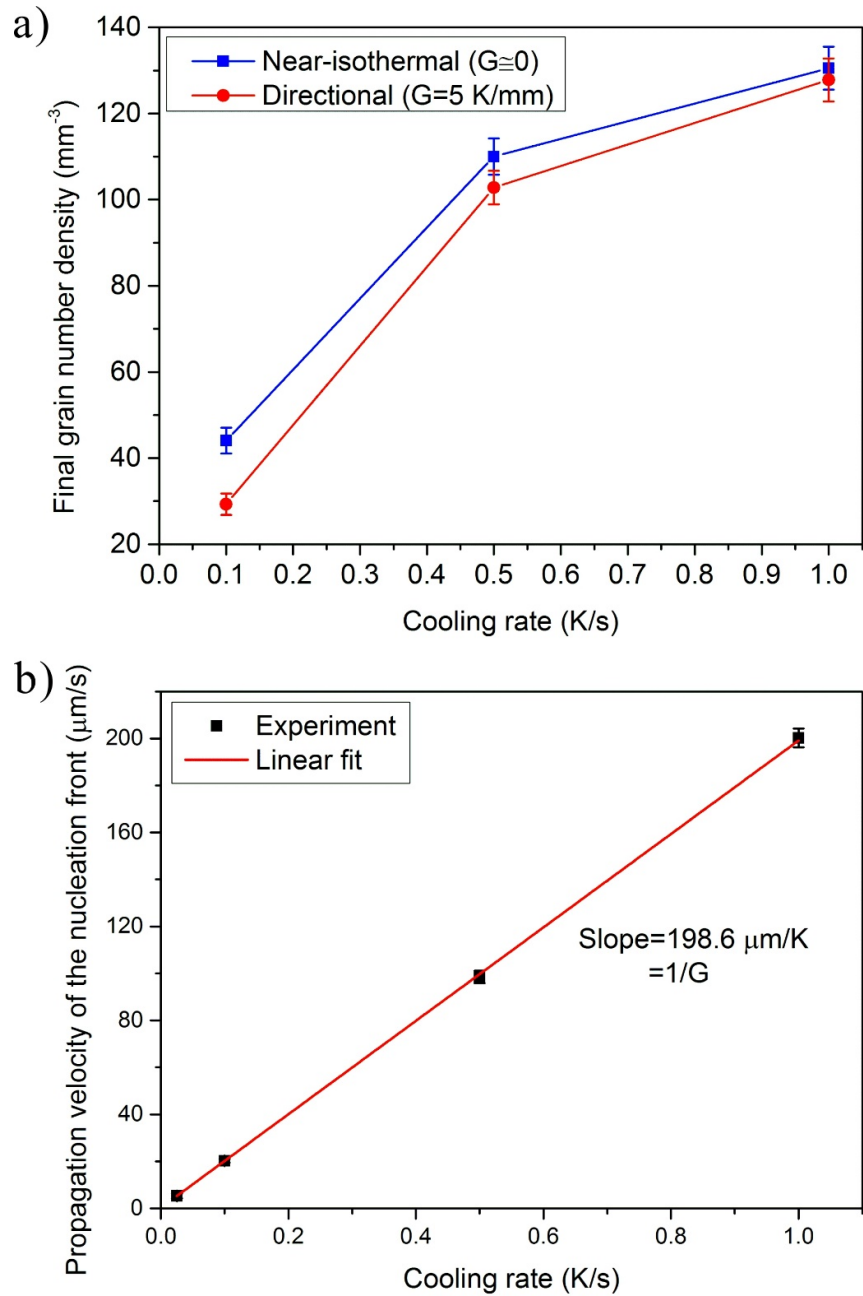 a)
Near-isothermal (G≅0)
Directional (G=5 K/mm)
Final grain number density (mm⁻³)
140
120
100
80
60
40
20
0.0 0.1 0.2 0.3 0.4 0.5 0.6 0.7 0.8 0.9 1.0
Cooling rate (K/s)
b)
Experiment
Linear fit
Propagation velocity of the nucleation front (μm/s)
200
160
120
80
40
0
Slope=198.6 μm/K
=1/G
0.0 0.2 0.4 0.6 0.8 1.0
Cooling rate (K/s)